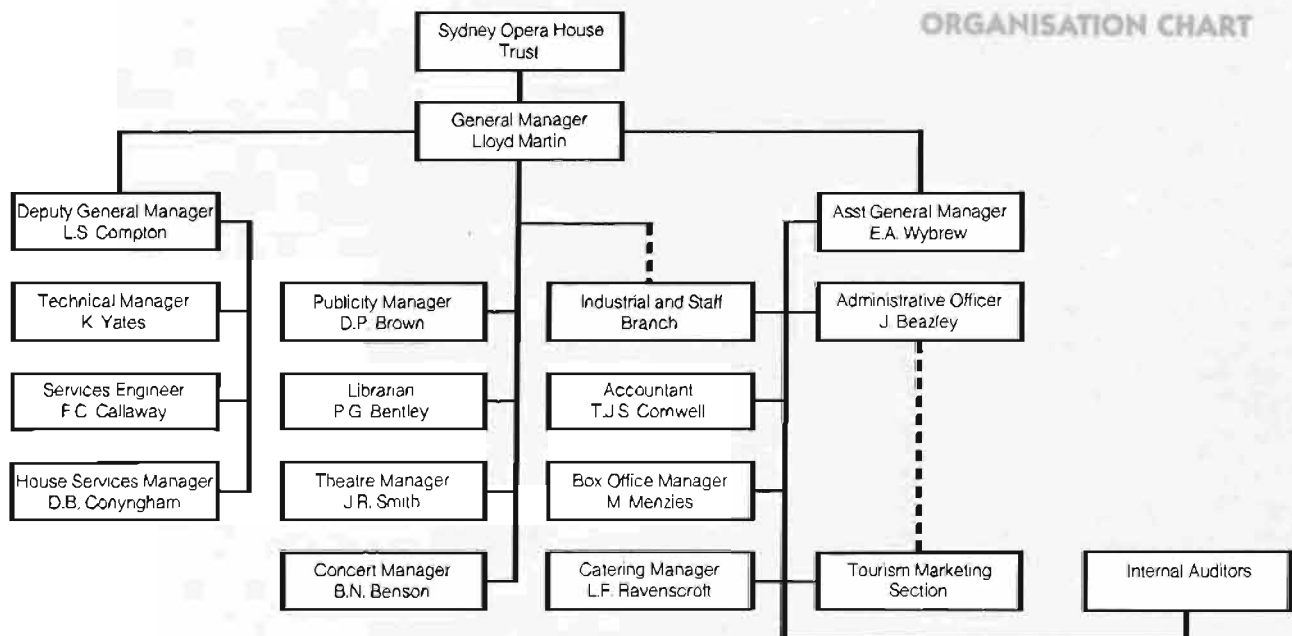 ORGANISATION CHART
Sydney Opera House
Trust
General Manager
Lloyd Martin
Deputy General Manager
L.S. Compton
Asst General Manager
E.A. Wybrew
Technical Manager
K. Yates
Publicity Manager
D.P. Brown
Industrial and Staff
Branch
Administrative Officer
J. Beazley
Services Engineer
F.C. Callaway
Librarian
P.G. Bentley
Accountant
T.J.S. Cornwell
House Services Manager
D.B. Conyngham
Theatre Manager
J.R. Smith
Box Office Manager
M. Menzies
Concert Manager
B.N. Benson
Catering Manager
L.F. Ravenscroft
Tourism Marketing
Section
Internal Auditors